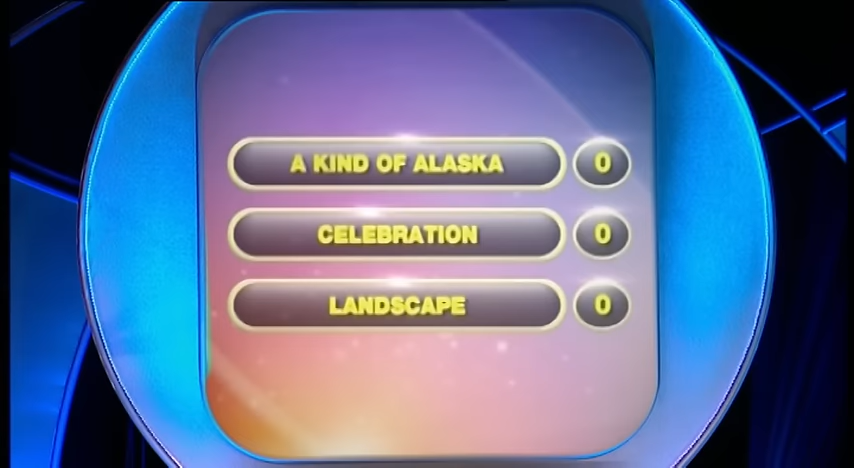 A KIND OF ALASKA 0
CELEBRATION 0
LANDSCAPE 0